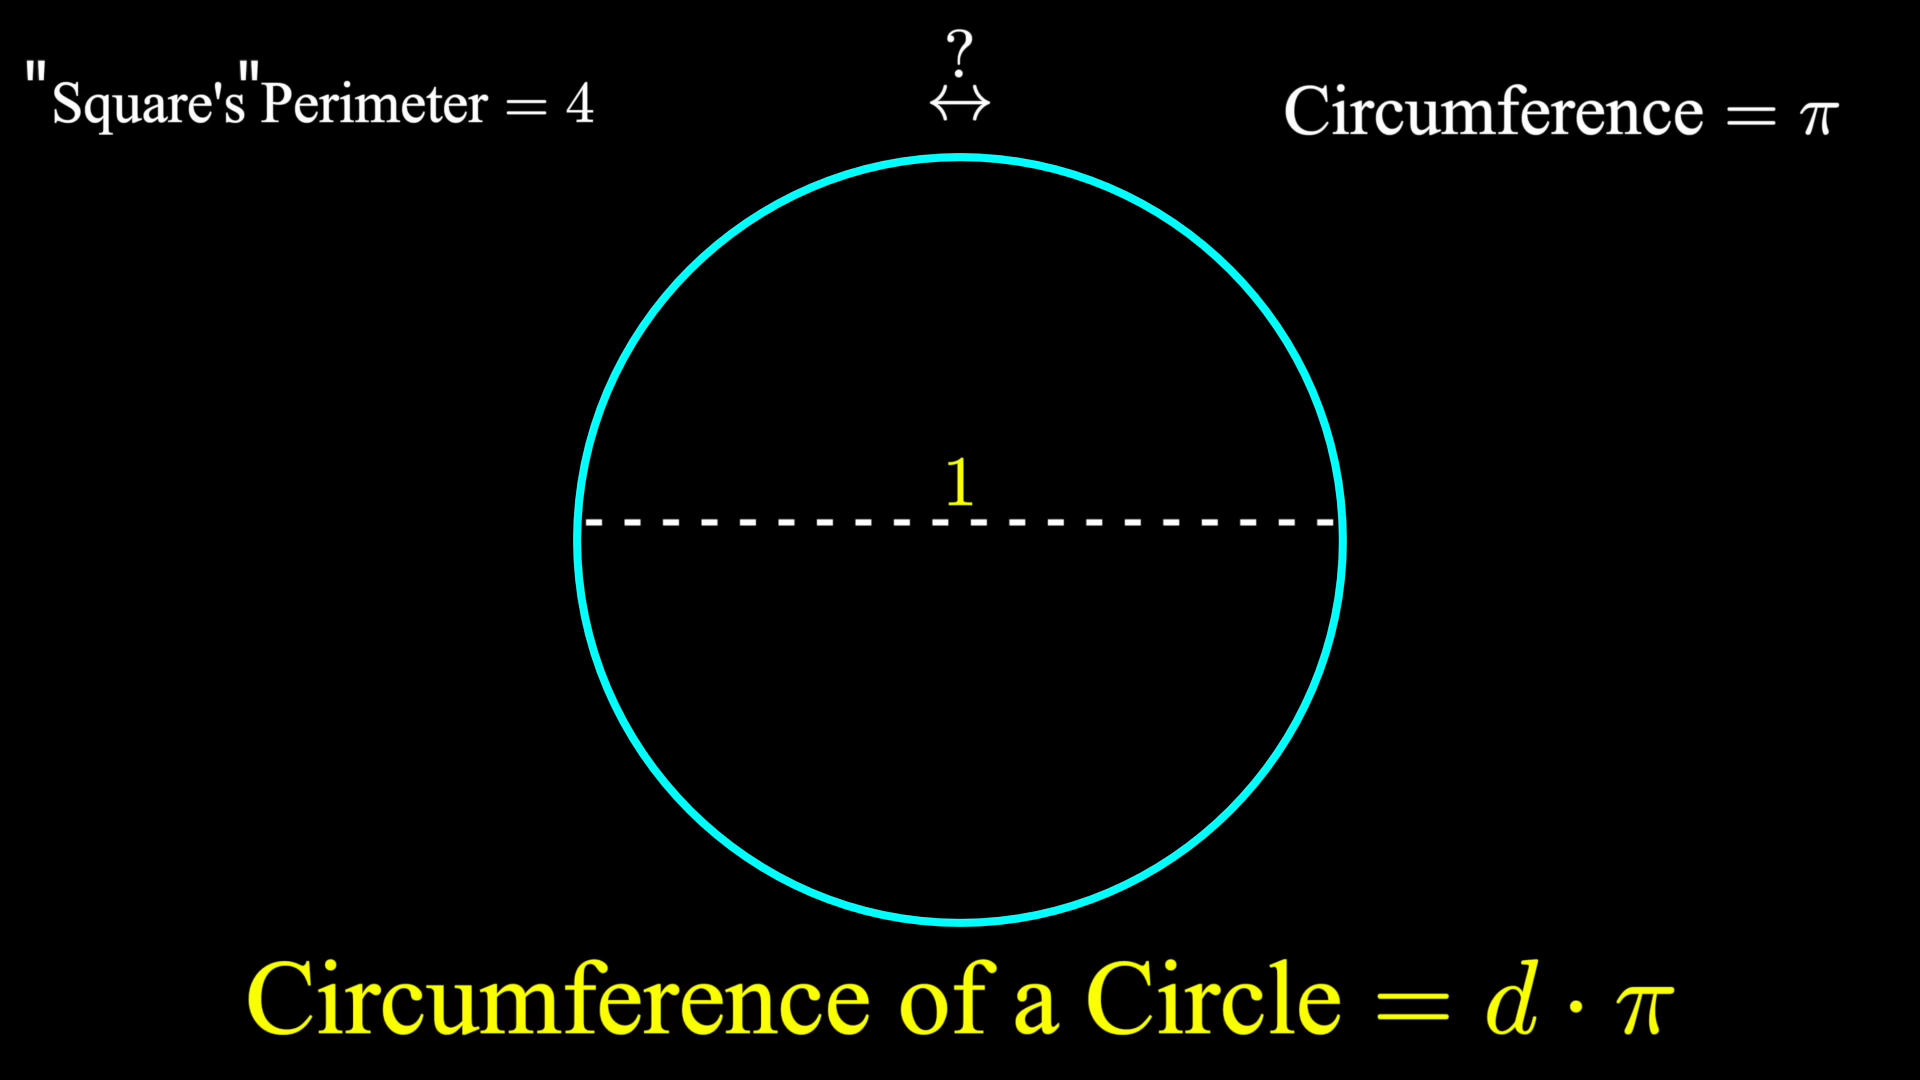 "Square's"Perimeter = 4
?
↔
Circumference = π
1
Circumference of a Circle = d · π